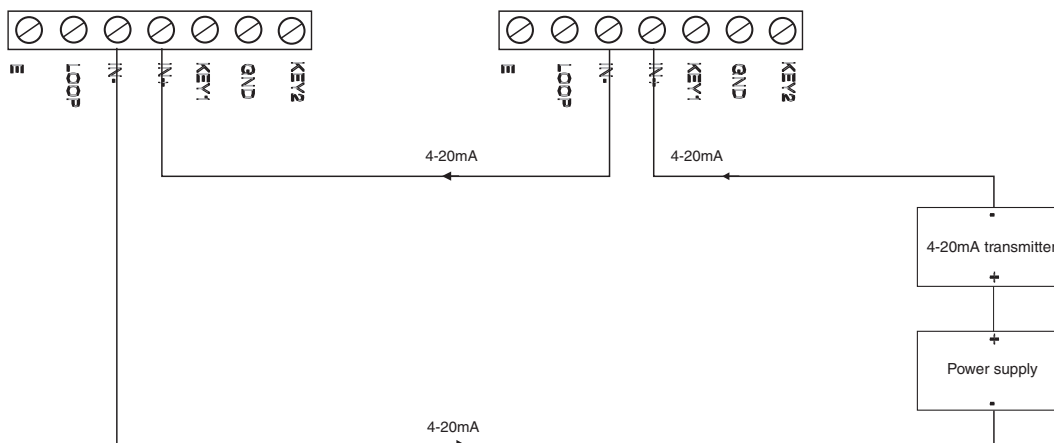 E LOOP IN- IN+ KEY1 GND KEY2
E LOOP IN- IN+ KEY1 GND KEY2
4-20mA
4-20mA
-
4-20mA transmitter
+
+
Power supply
-
4-20mA